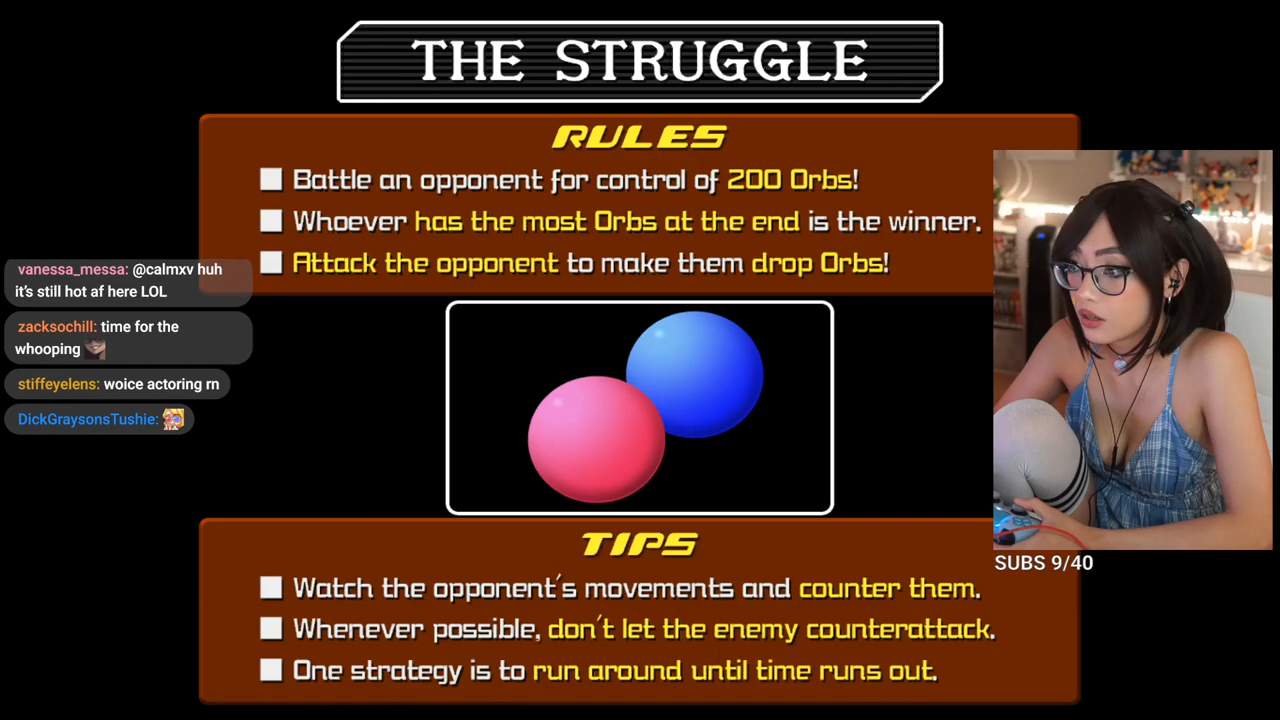 THE STRUGGLE
RULES
Battle an opponent for control of 200 Orbs!
Whoever has the most Orbs at the end is the winner.
Attack the opponent to make them drop Orbs!
vanessa_messa: @calmxv huh
it's still hot af here LOL
zacksochill: time for the
whooping
stiffeyelens: woice actoring rn
DickGraysonsTushie:
SUBS 9/40
TIPS
Watch the opponent's movements and counter them.
Whenever possible, don't let the enemy counterattack.
One strategy is to run around until time runs out.